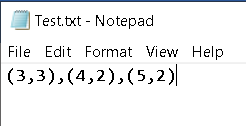 Test.txt - Notepad
File Edit Format View Help
(3,3),(4,2),(5,2)